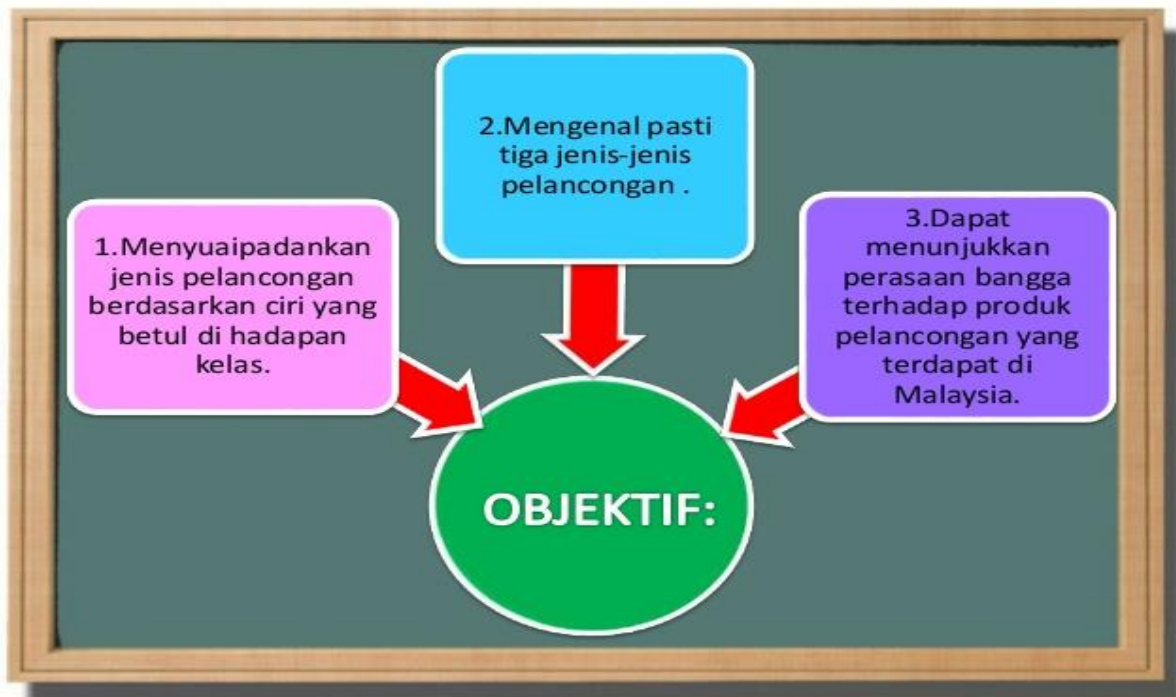 1.Menyuaipadankan
jenis pelancongan
berdasarkan ciri yang
betul di hadapan
kelas.
2.Mengenal pasti
tiga jenis-jenis
pelancongan .
3.Dapat
menunjukkan
perasaan bangga
terhadap produk
pelancongan yang
terdapat di
Malaysia.
OBJEKTIF: